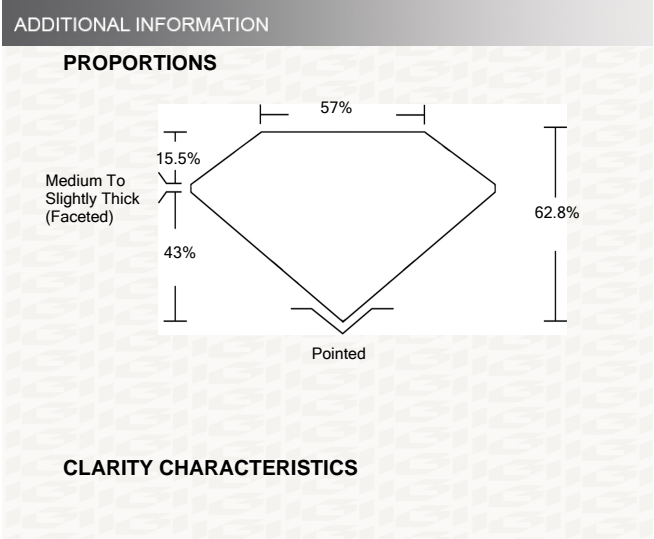 ADDITIONAL INFORMATION
PROPORTIONS
57%
15.5%
Medium To
Slightly Thick
(Faceted)
62.8%
43%
Pointed
CLARITY CHARACTERISTICS